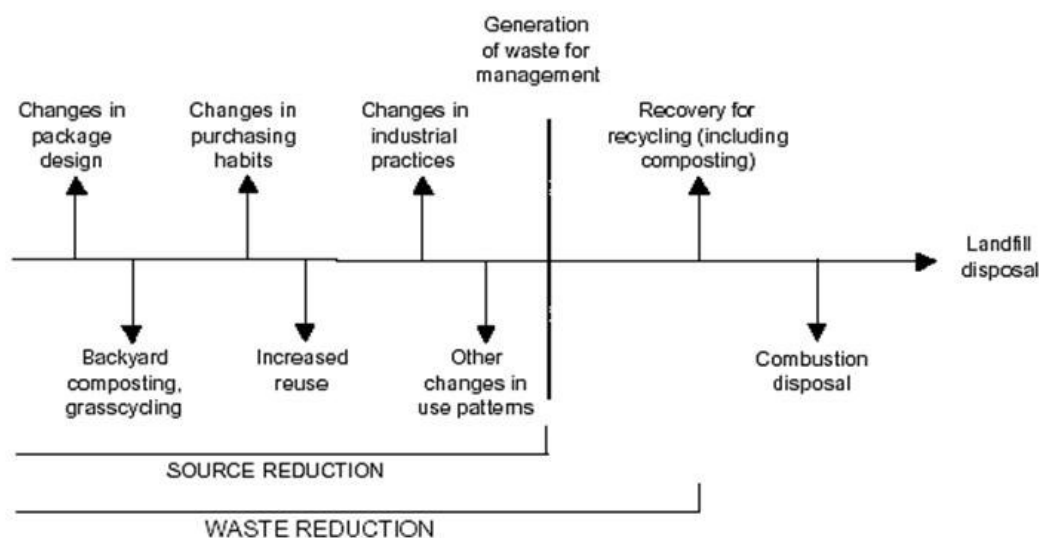 Generation
of waste for
management
Changes in
package
design
Changes in
purchasing
habits
Changes in
industrial
practices
Recovery for
recycling (including
composting)
Landfill
disposal
Backyard
composting,
grasscycling
Increased
reuse
Other
changes in
use patterns
Combustion
disposal
SOURCE REDUCTION
WASTE REDUCTION